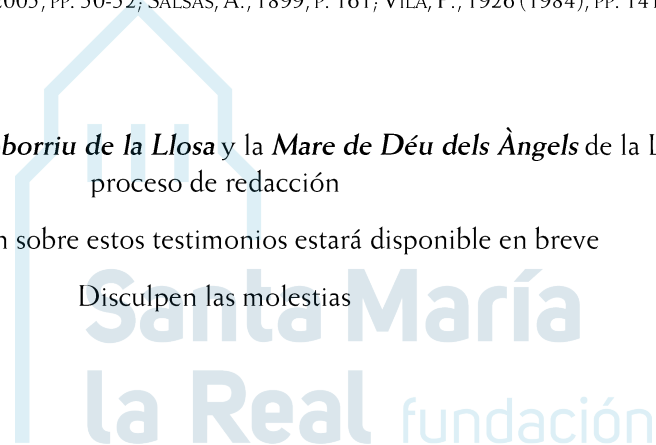 2005, PP. 50-52; SALSAS, A., 1899, P. 161; VILA, P., 1926 (1984), PP. 141
borriu de la Llosa y la Mare de Déu dels Àngels de la L
proceso de redacción
n sobre estos testimonios estará disponible en breve
Disculpen las molestias
Santa María
la Real fundación